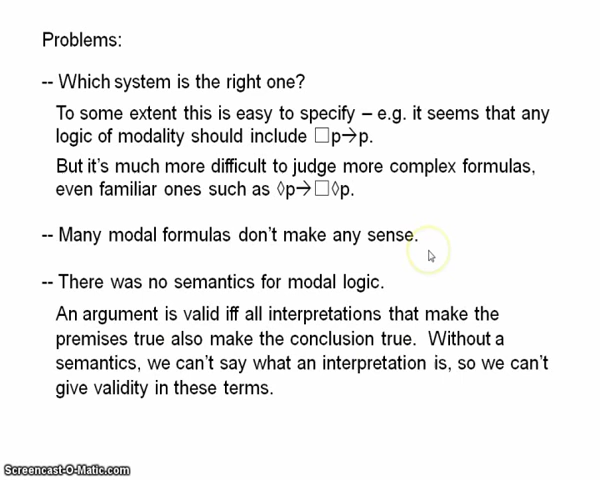 Problems:
-- Which system is the right one?
To some extent this is easy to specify – e.g. it seems that any
logic of modality should include □p→p.
But it’s much more difficult to judge more complex formulas,
even familiar ones such as ◊p→□◊p.
-- Many modal formulas don’t make any sense.
-- There was no semantics for modal logic.
An argument is valid iff all interpretations that make the
premises true also make the conclusion true.  Without a
semantics, we can’t say what an interpretation is, so we can’t
give validity in these terms.
Screencast-O-Matic.com